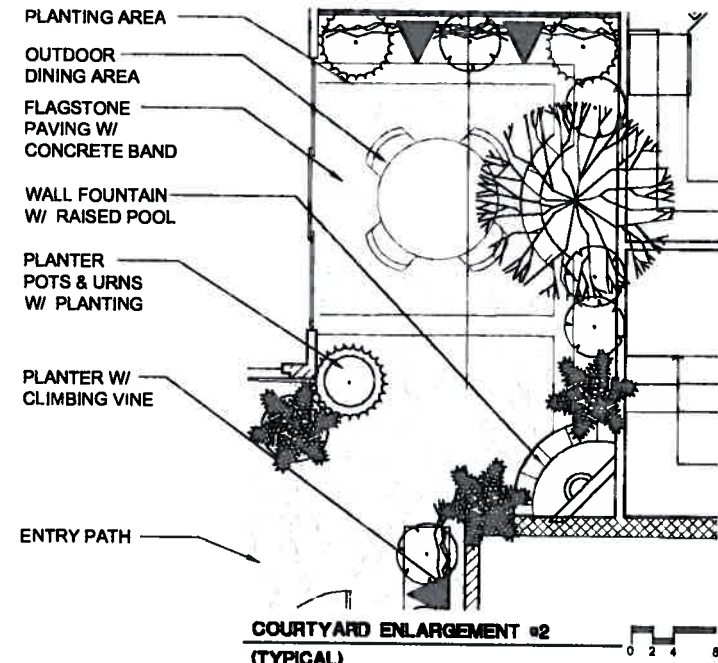 PLANTING AREA
OUTDOOR
DINING AREA
FLAGSTONE
PAVING W/
CONCRETE BAND
WALL FOUNTAIN
W/ RAISED POOL
PLANTER
POTS & URNS
W/ PLANTING
PLANTER W/
CLIMBING VINE
ENTRY PATH
COURTYARD ENLARGEMENT #2
(TYPICAL)
0 2 4 8